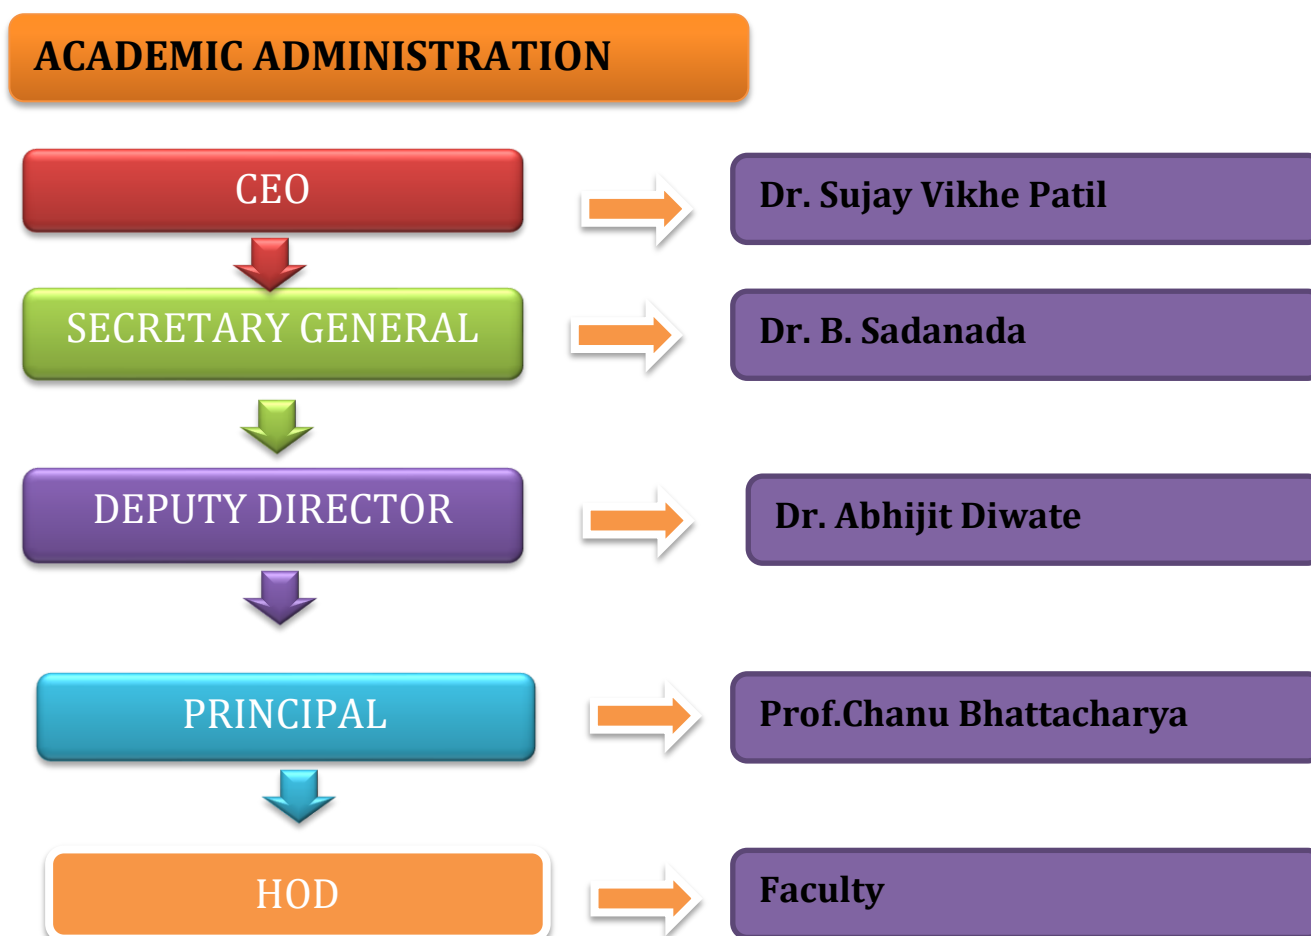 ACADEMIC ADMINISTRATION
CEO
Dr. Sujay Vikhe Patil
SECRETARY GENERAL
Dr. B. Sadanada
DEPUTY DIRECTOR
Dr. Abhijit Diwate
PRINCIPAL
Prof.Chanu Bhattacharya
HOD
Faculty